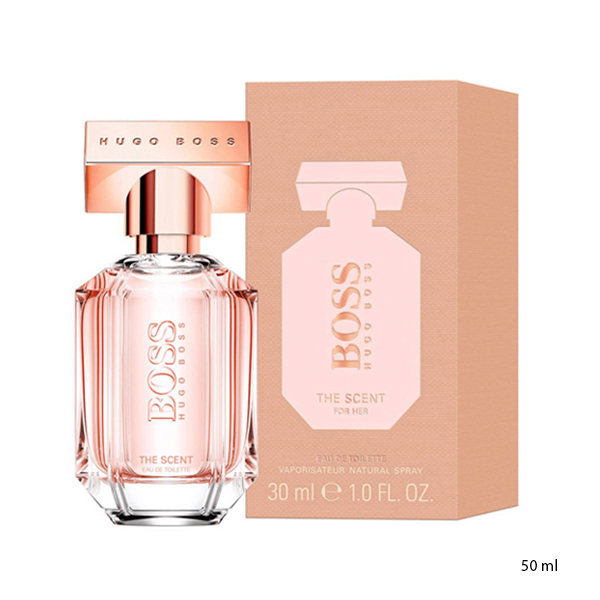 HUGO BOSS
BOSS
HUGO BOSS
THE SCENT
EAU DE TOILETTE
BOSS
HUGO BOSS
THE SCENT
FOR HER
EAU DE TOILETTE
VAPORISATEUR NATURAL SPRAY
30 ml ℮ 1.0 FL. OZ.
50 ml